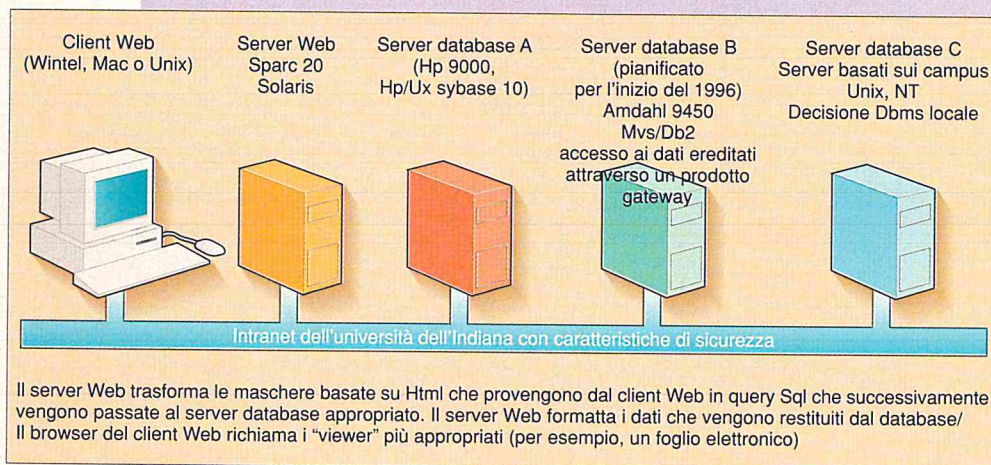 Client Web
(Wintel, Mac o Unix)
Server Web
Sparc 20
Solaris
Server database A
(Hp 9000,
Hp/Ux sybase 10)
Server database B
(pianificato
per l'inizio del 1996)
Amdahl 9450
Mvs/Db2
accesso ai dati ereditati
attraverso un prodotto
gateway
Server database C
Server basati sui campus
Unix, NT
Decisione Dbms locale
Intranet dell'università dell'Indiana con caratteristiche di sicurezza
Il server Web trasforma le maschere basate su Html che provengono dal client Web in query Sql che successivamente
vengono passate al server database appropriato. Il server Web formatta i dati che vengono restituiti dal database/
Il browser del client Web richiama i “viewer” più appropriati (per esempio, un foglio elettronico)